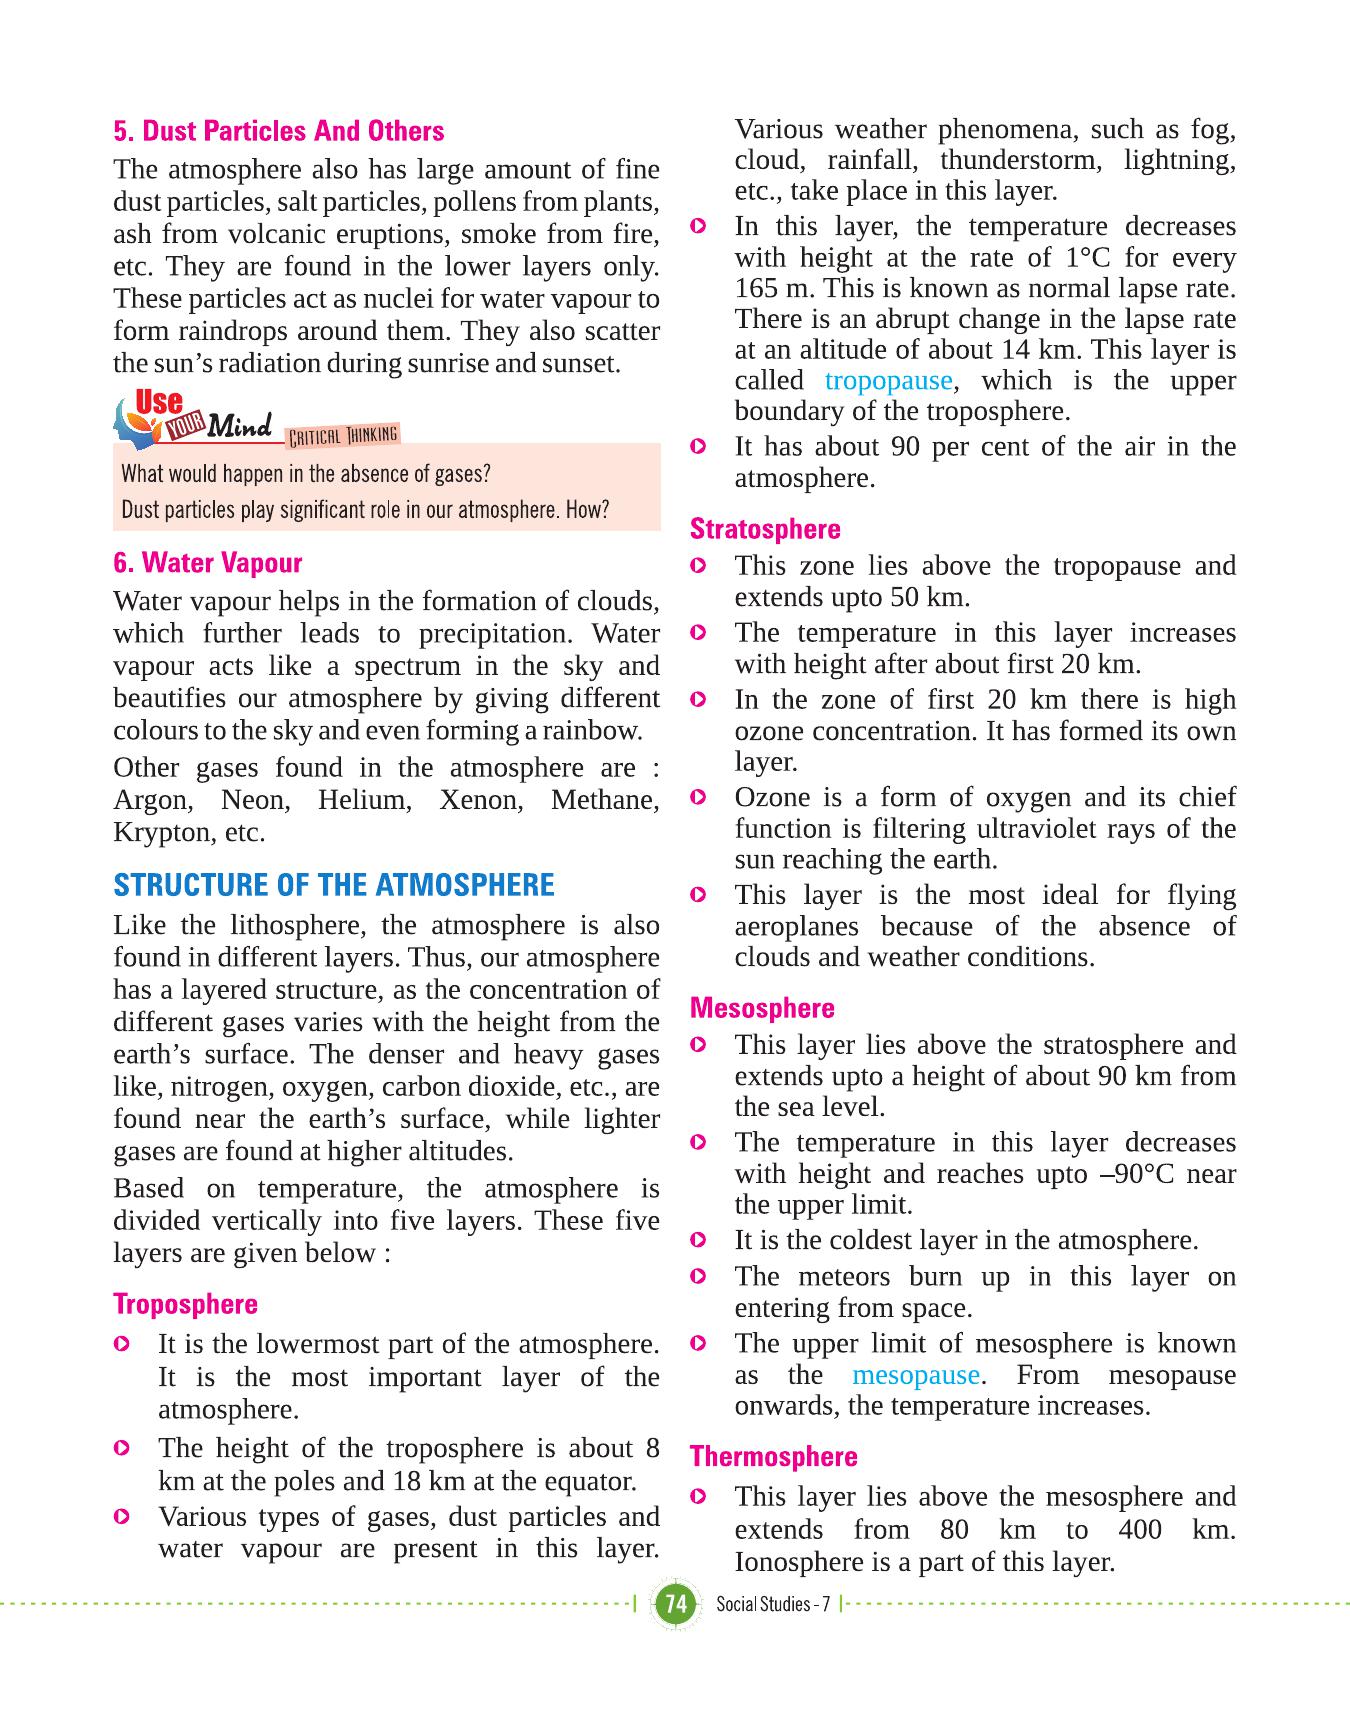 5. Dust Particles And Others
The atmosphere also has large amount of fine
dust particles, salt particles, pollens from plants,
ash from volcanic eruptions, smoke from fire,
etc. They are found in the lower layers only.
These particles act as nuclei for water vapour to
form raindrops around them. They also scatter
the sun's radiation during sunrise and sunset.
Use YOUR Mind CRITICAL THINKING
What would happen in the absence of gases?
Dust particles play significant role in our atmosphere. How?
6. Water Vapour
Water vapour helps in the formation of clouds,
which further leads to precipitation. Water
vapour acts like a spectrum in the sky and
beautifies our atmosphere by giving different
colours to the sky and even forming a rainbow.
Other gases found in the atmosphere are :
Argon, Neon, Helium, Xenon, Methane,
Krypton, etc.
STRUCTURE OF THE ATMOSPHERE
Like the lithosphere, the atmosphere is also
found in different layers. Thus, our atmosphere
has a layered structure, as the concentration of
different gases varies with the height from the
earth's surface. The denser and heavy gases
like, nitrogen, oxygen, carbon dioxide, etc., are
found near the earth's surface, while lighter
gases are found at higher altitudes.
Based on temperature, the atmosphere is
divided vertically into five layers. These five
layers are given below :
Troposphere
It is the lowermost part of the atmosphere.
It is the most important layer of the
atmosphere.
The height of the troposphere is about 8
km at the poles and 18 km at the equator.
Various types of gases, dust particles and
water vapour are present in this layer.
Various weather phenomena, such as fog,
cloud, rainfall, thunderstorm, lightning,
etc., take place in this layer.
In this layer, the temperature decreases
with height at the rate of 1°C for every
165 m. This is known as normal lapse rate.
There is an abrupt change in the lapse rate
at an altitude of about 14 km. This layer is
called tropopause, which is the upper
boundary of the troposphere.
It has about 90 per cent of the air in the
atmosphere.
Stratosphere
This zone lies above the tropopause and
extends upto 50 km.
The temperature in this layer increases
with height after about first 20 km.
In the zone of first 20 km there is high
ozone concentration. It has formed its own
layer.
Ozone is a form of oxygen and its chief
function is filtering ultraviolet rays of the
sun reaching the earth.
This layer is the most ideal for flying
aeroplanes because of the absence of
clouds and weather conditions.
Mesosphere
This layer lies above the stratosphere and
extends upto a height of about 90 km from
the sea level.
The temperature in this layer decreases
with height and reaches upto –90°C near
the upper limit.
It is the coldest layer in the atmosphere.
The meteors burn up in this layer on
entering from space.
The upper limit of mesosphere is known
as the mesopause. From mesopause
onwards, the temperature increases.
Thermosphere
This layer lies above the mesosphere and
extends from 80 km to 400 km.
Ionosphere is a part of this layer.
74 Social Studies - 7